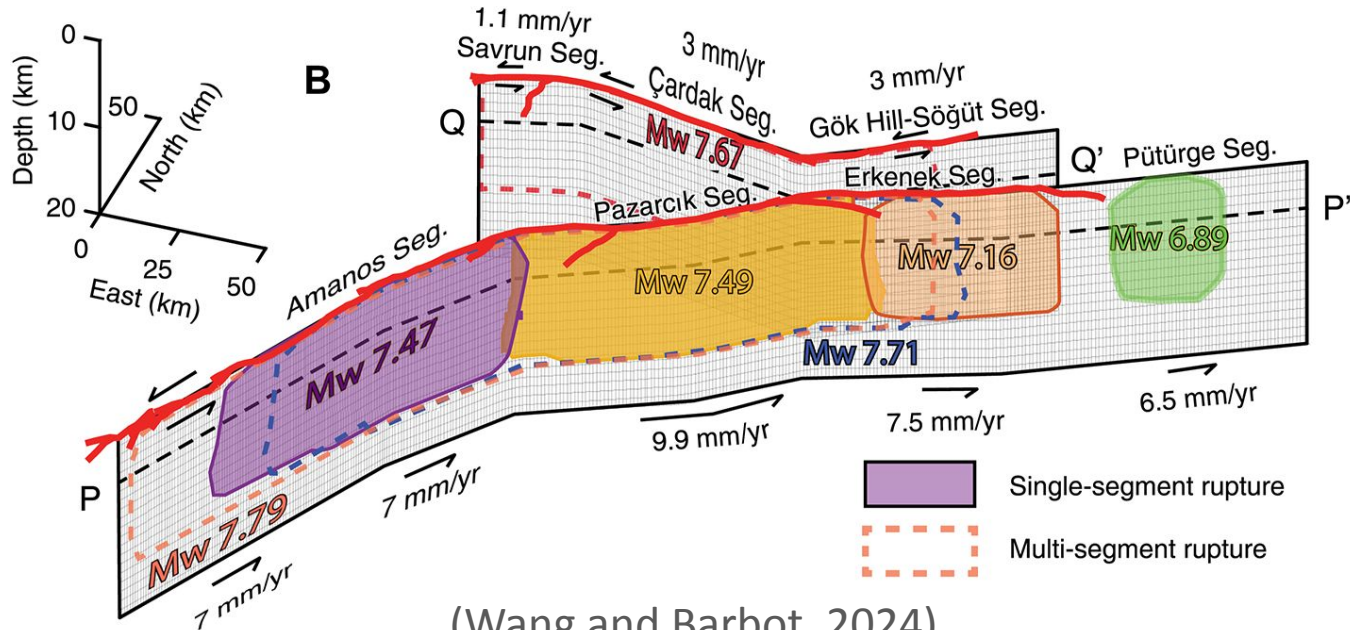 B
0
10
20
Depth (km)
50
North (km)
0
25
50
East (km)
1.1 mm/yr
Savrun Seg.
3 mm/yr
Çardak Seg.
3 mm/yr
Gök Hill-Söğüt Seg.
Q
Mw 7.67
Q'
Pütürge Seg.
Erkenek Seg.
Pazarcık Seg.
P'
Amanos Seg.
Mw 6.89
Mw 7.16
Mw 7.49
Mw 7.47
Mw 7.71
P
Mw 7.79
7 mm/yr
7 mm/yr
9.9 mm/yr
7.5 mm/yr
6.5 mm/yr
Single-segment rupture
Multi-segment rupture
(Wang and Barbot, 2024)